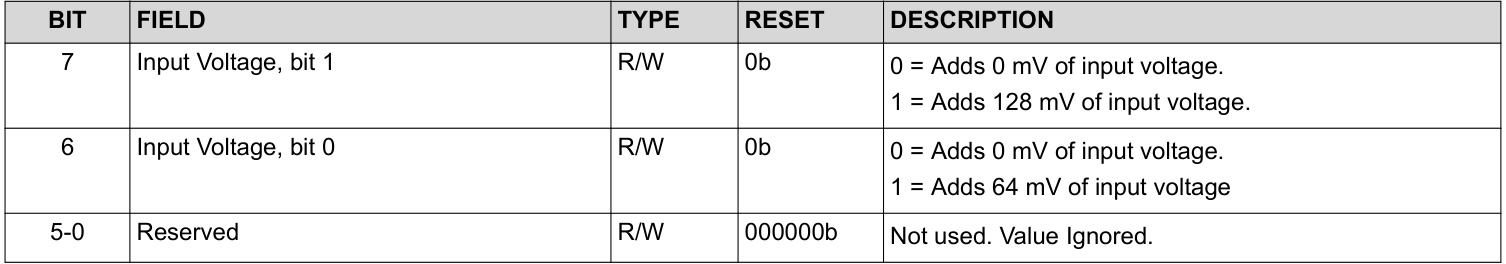 BIT FIELD TYPE RESET DESCRIPTION
7 Input Voltage, bit 1 R/W 0b 0 = Adds 0 mV of input voltage.
1 = Adds 128 mV of input voltage.
6 Input Voltage, bit 0 R/W 0b 0 = Adds 0 mV of input voltage.
1 = Adds 64 mV of input voltage
5-0 Reserved R/W 000000b Not used. Value Ignored.